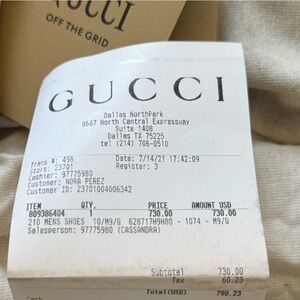 GUCCI
OFF THE GRID
GUCCI
Dallas NorthPark
8687 North Central Expressway
Suite 1408
Dallas TX 75225
tel (214) 706-0510
Trans #: 498 Date: 7/14/21 17:42:09
Store: 23701 Register: 3
Cashier: 97775980
Customer: NORA PEREZ
Customer ID: 23701004006342
ITEM QTY. PRICE AMOUNT(USD)
809386404 1 730.00 730.00
210 MENS SHOES 10/M9/G 628717H9H80 - 1074 - M9/G
Salesperson: 97775980 (CASSANDRA)
Subtotal 730.00
Tax 60.23
Total(USD) 790.23